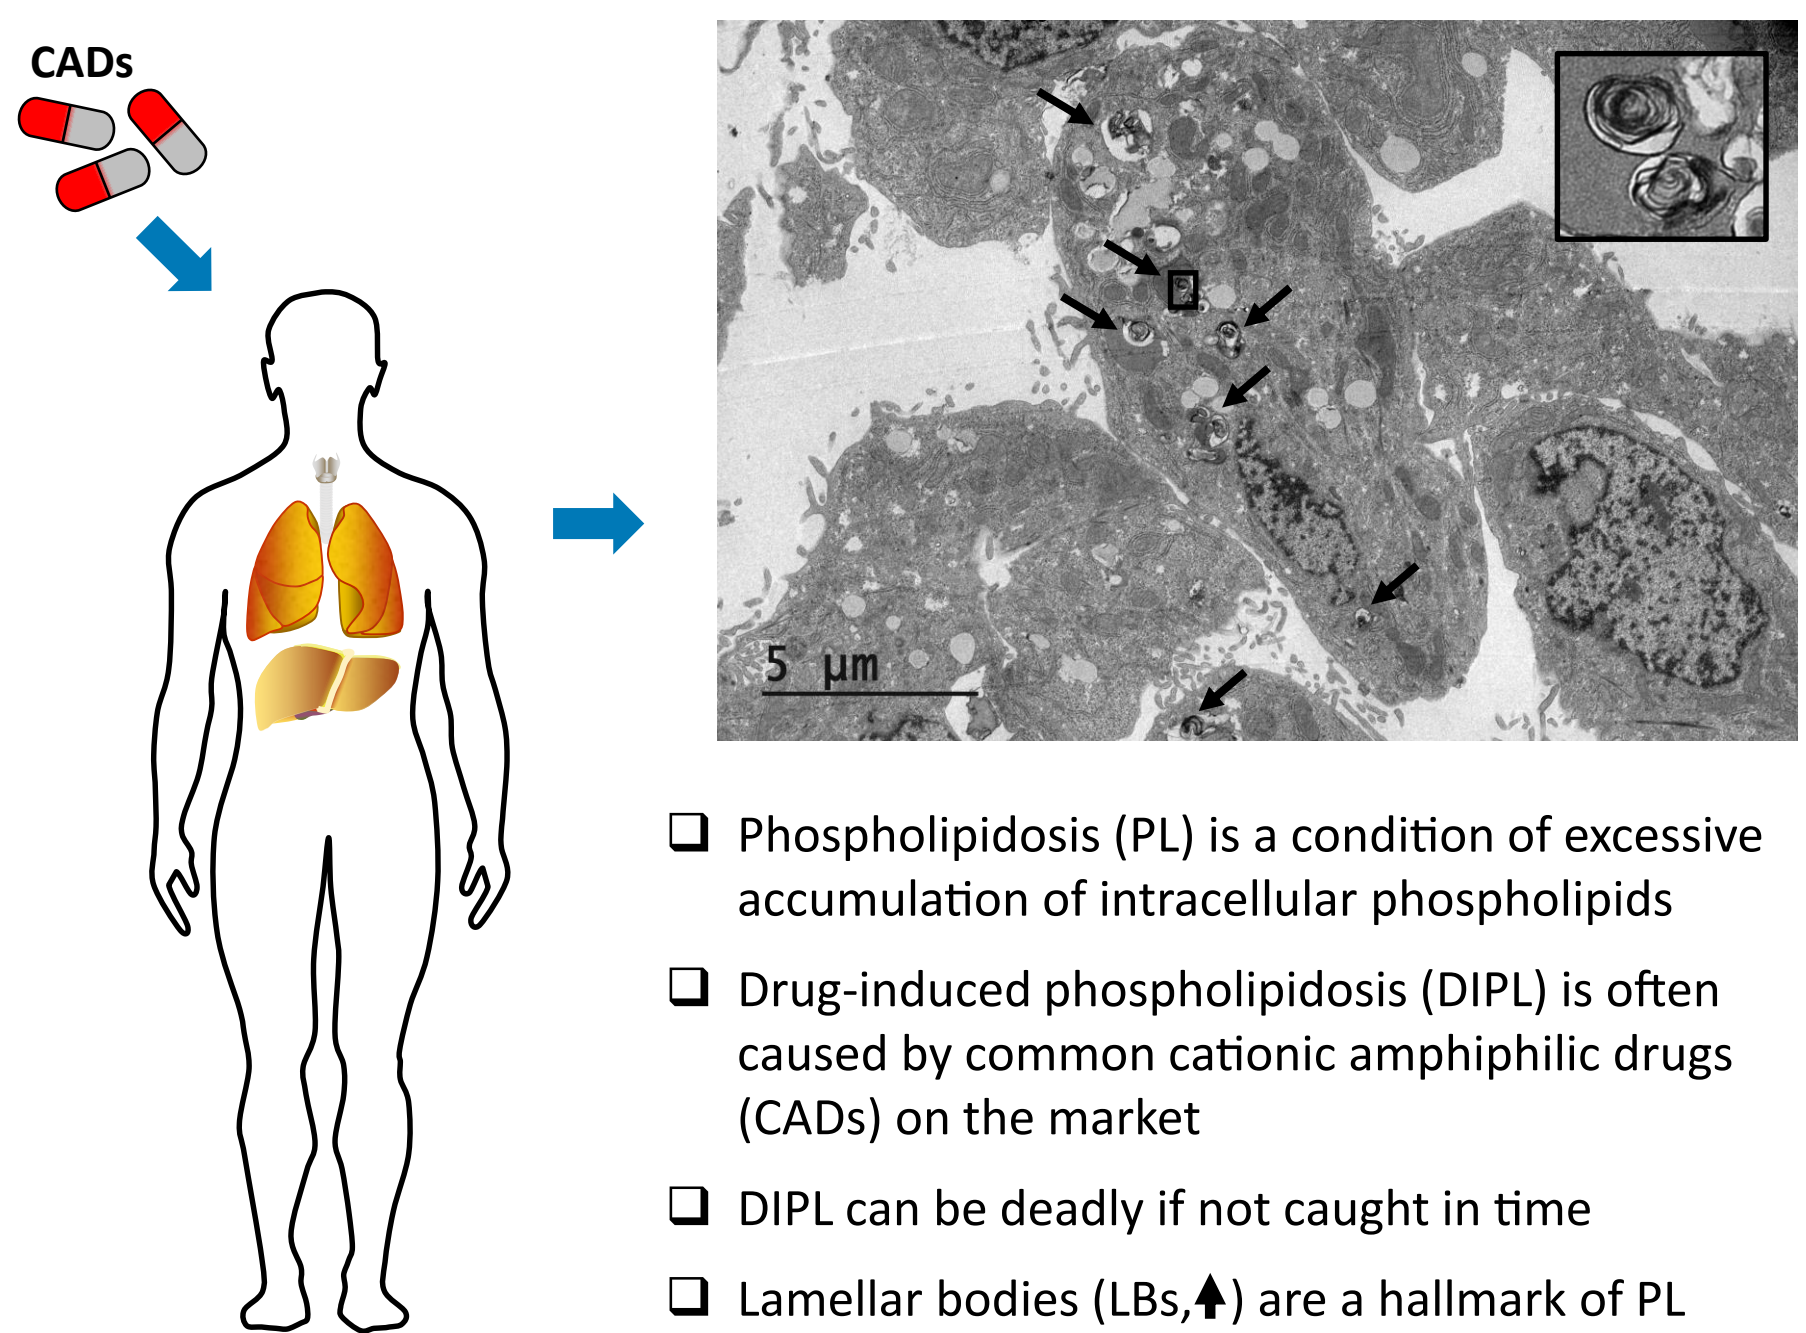 CADs
5 µm
❑ Phospholipidosis (PL) is a condition of excessive
accumulation of intracellular phospholipids
❑ Drug-induced phospholipidosis (DIPL) is often
caused by common cationic amphiphilic drugs
(CADs) on the market
❑ DIPL can be deadly if not caught in time
❑ Lamellar bodies (LBs,⬆) are a hallmark of PL